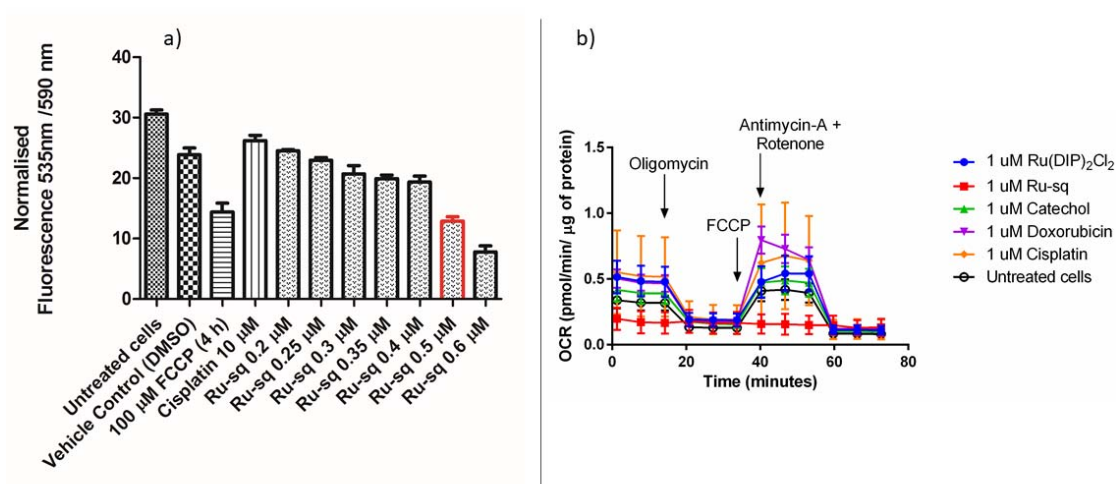 a)
Normalised
Fluorescence 535nm /590 nm
40
30
20
10
0
Untreated cells
Vehicle Control (DMSO)
100 µM FCCP (4 h)
Cisplatin 10 µM
Ru-sq 0.2 µM
Ru-sq 0.25 µM
Ru-sq 0.3 µM
Ru-sq 0.35 µM
Ru-sq 0.4 µM
Ru-sq 0.5 µM
Ru-sq 0.6 µM
b)
OCR (pmol/min/ µg of protein)
1.5
1.0
0.5
0.0
Oligomycin
FCCP
Antimycin-A +
Rotenone
0
20
40
60
80
Time (minutes)
1 uM Ru(DIP)₂Cl₂
1 uM Ru-sq
1 uM Catechol
1 uM Doxorubicin
1 uM Cisplatin
Untreated cells